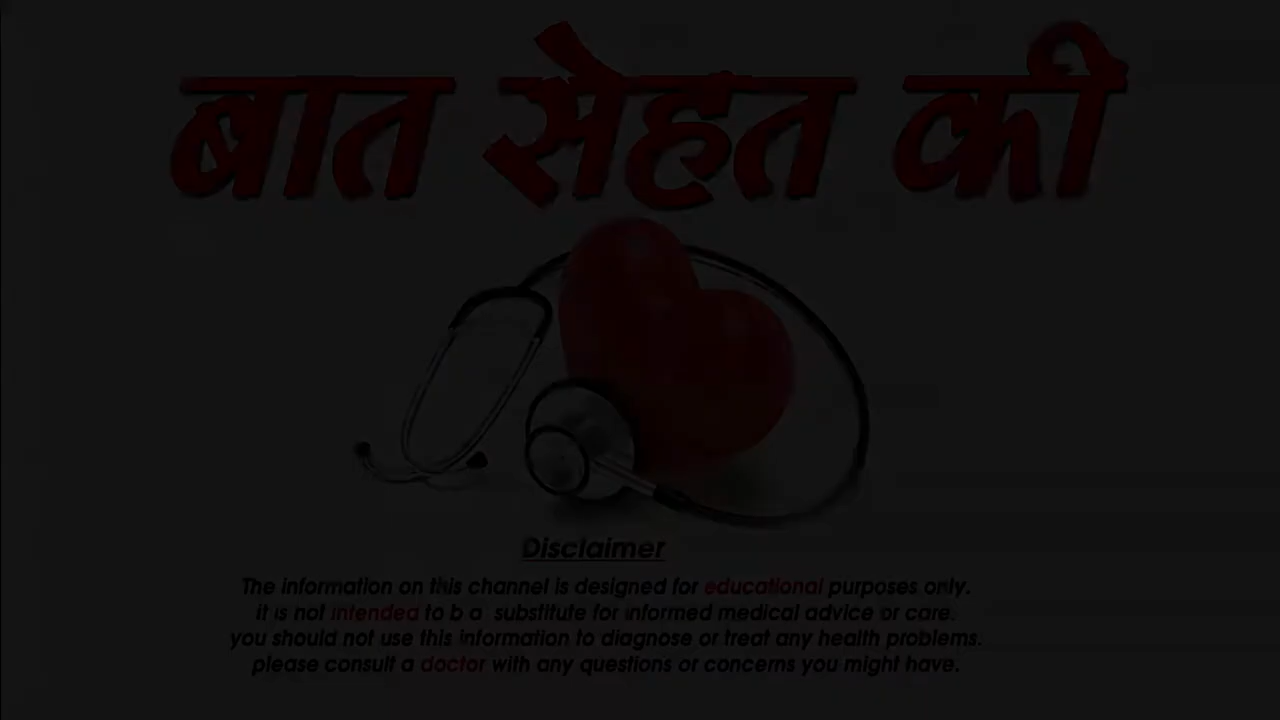 बात सेहत की
Disclaimer
The information on this channel is designed for educational purposes only.
it is not intended to b a substitute for informed medical advice or care.
you should not use this information to diagnose or treat any health problems.
please consult a doctor with any questions or concerns you might have.